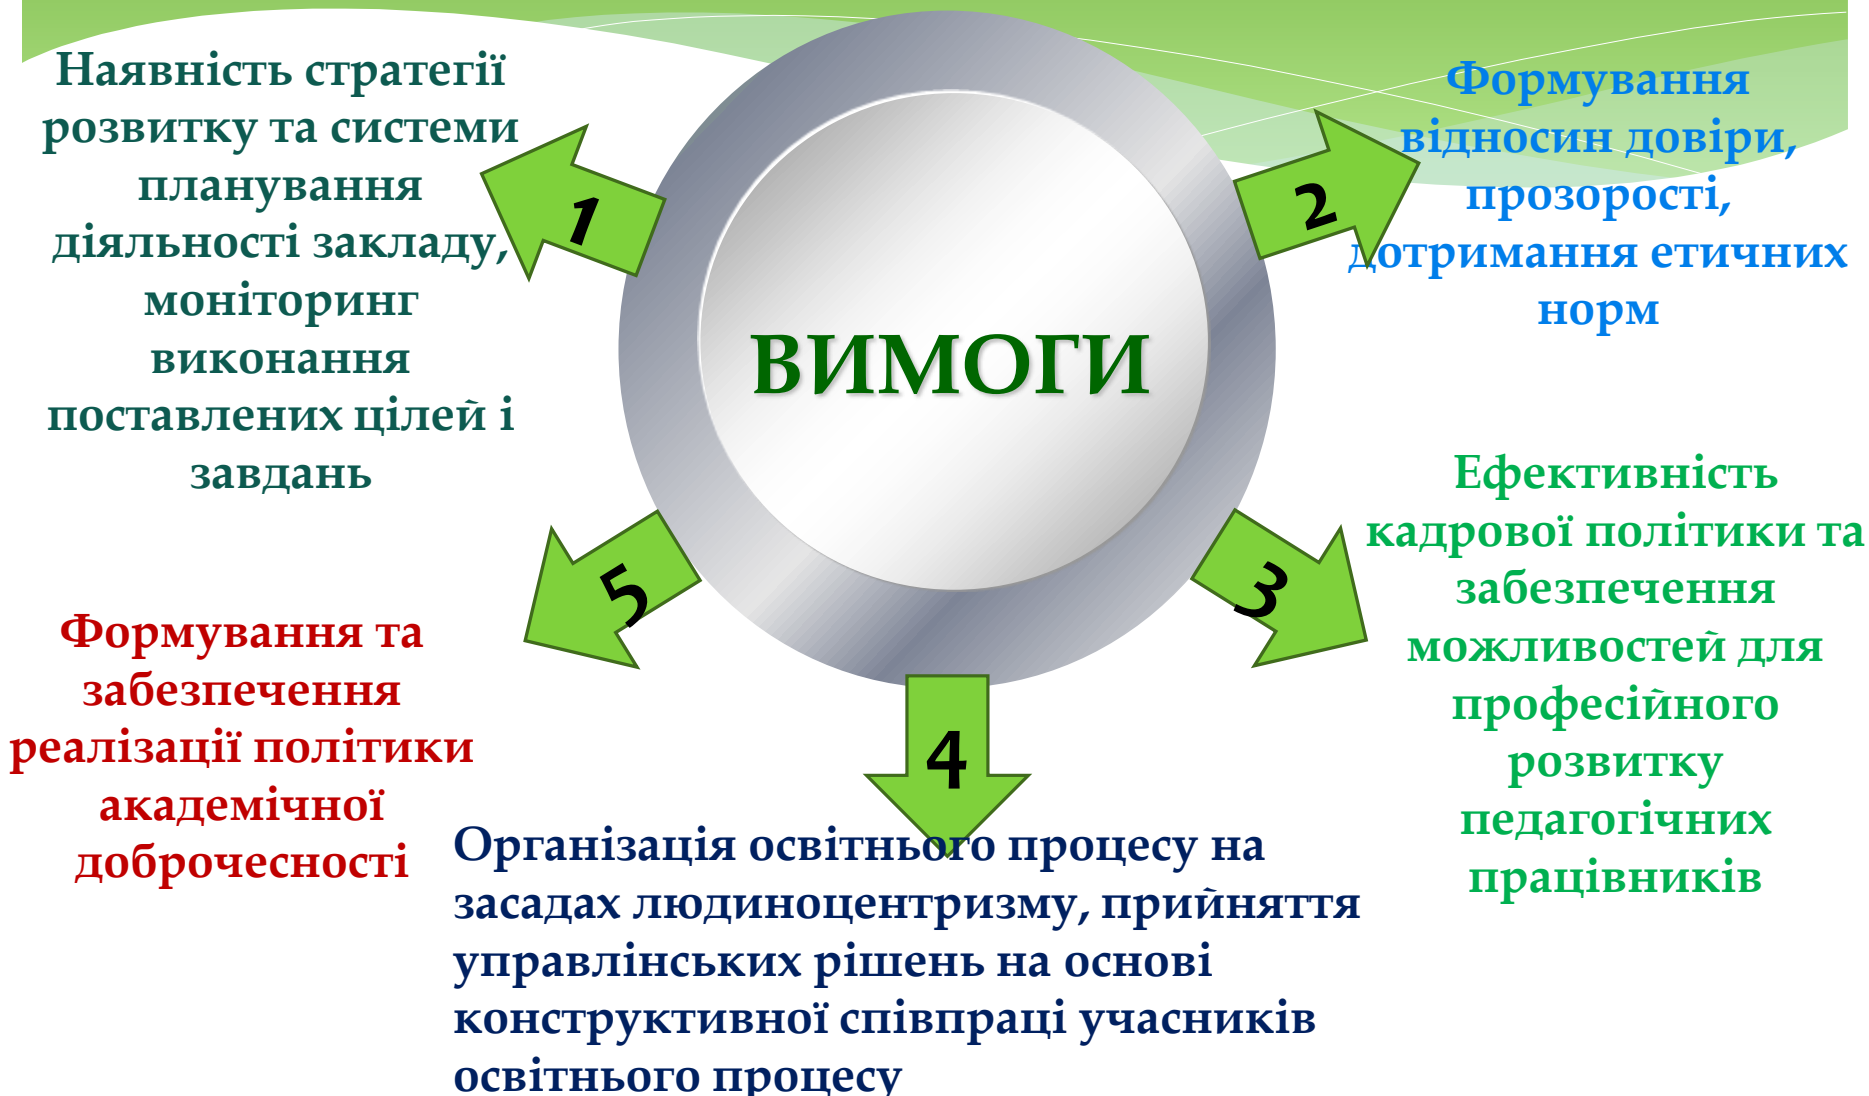 ВИМОГИ
1
Наявність стратегії
розвитку та системи
планування
діяльності закладу,
моніторинг
виконання
поставлених цілей і
завдань
2
Формування
відносин довіри,
прозорості,
дотримання етичних
норм
3
Ефективність
кадрової політики та
забезпечення
можливостей для
професійного
розвитку
педагогічних
працівників
4
Організація освітнього процесу на
засадах людиноцентризму, прийняття
управлінських рішень на основі
конструктивної співпраці учасників
освітнього процесу
5
Формування та
забезпечення
реалізації політики
академічної
доброчесності